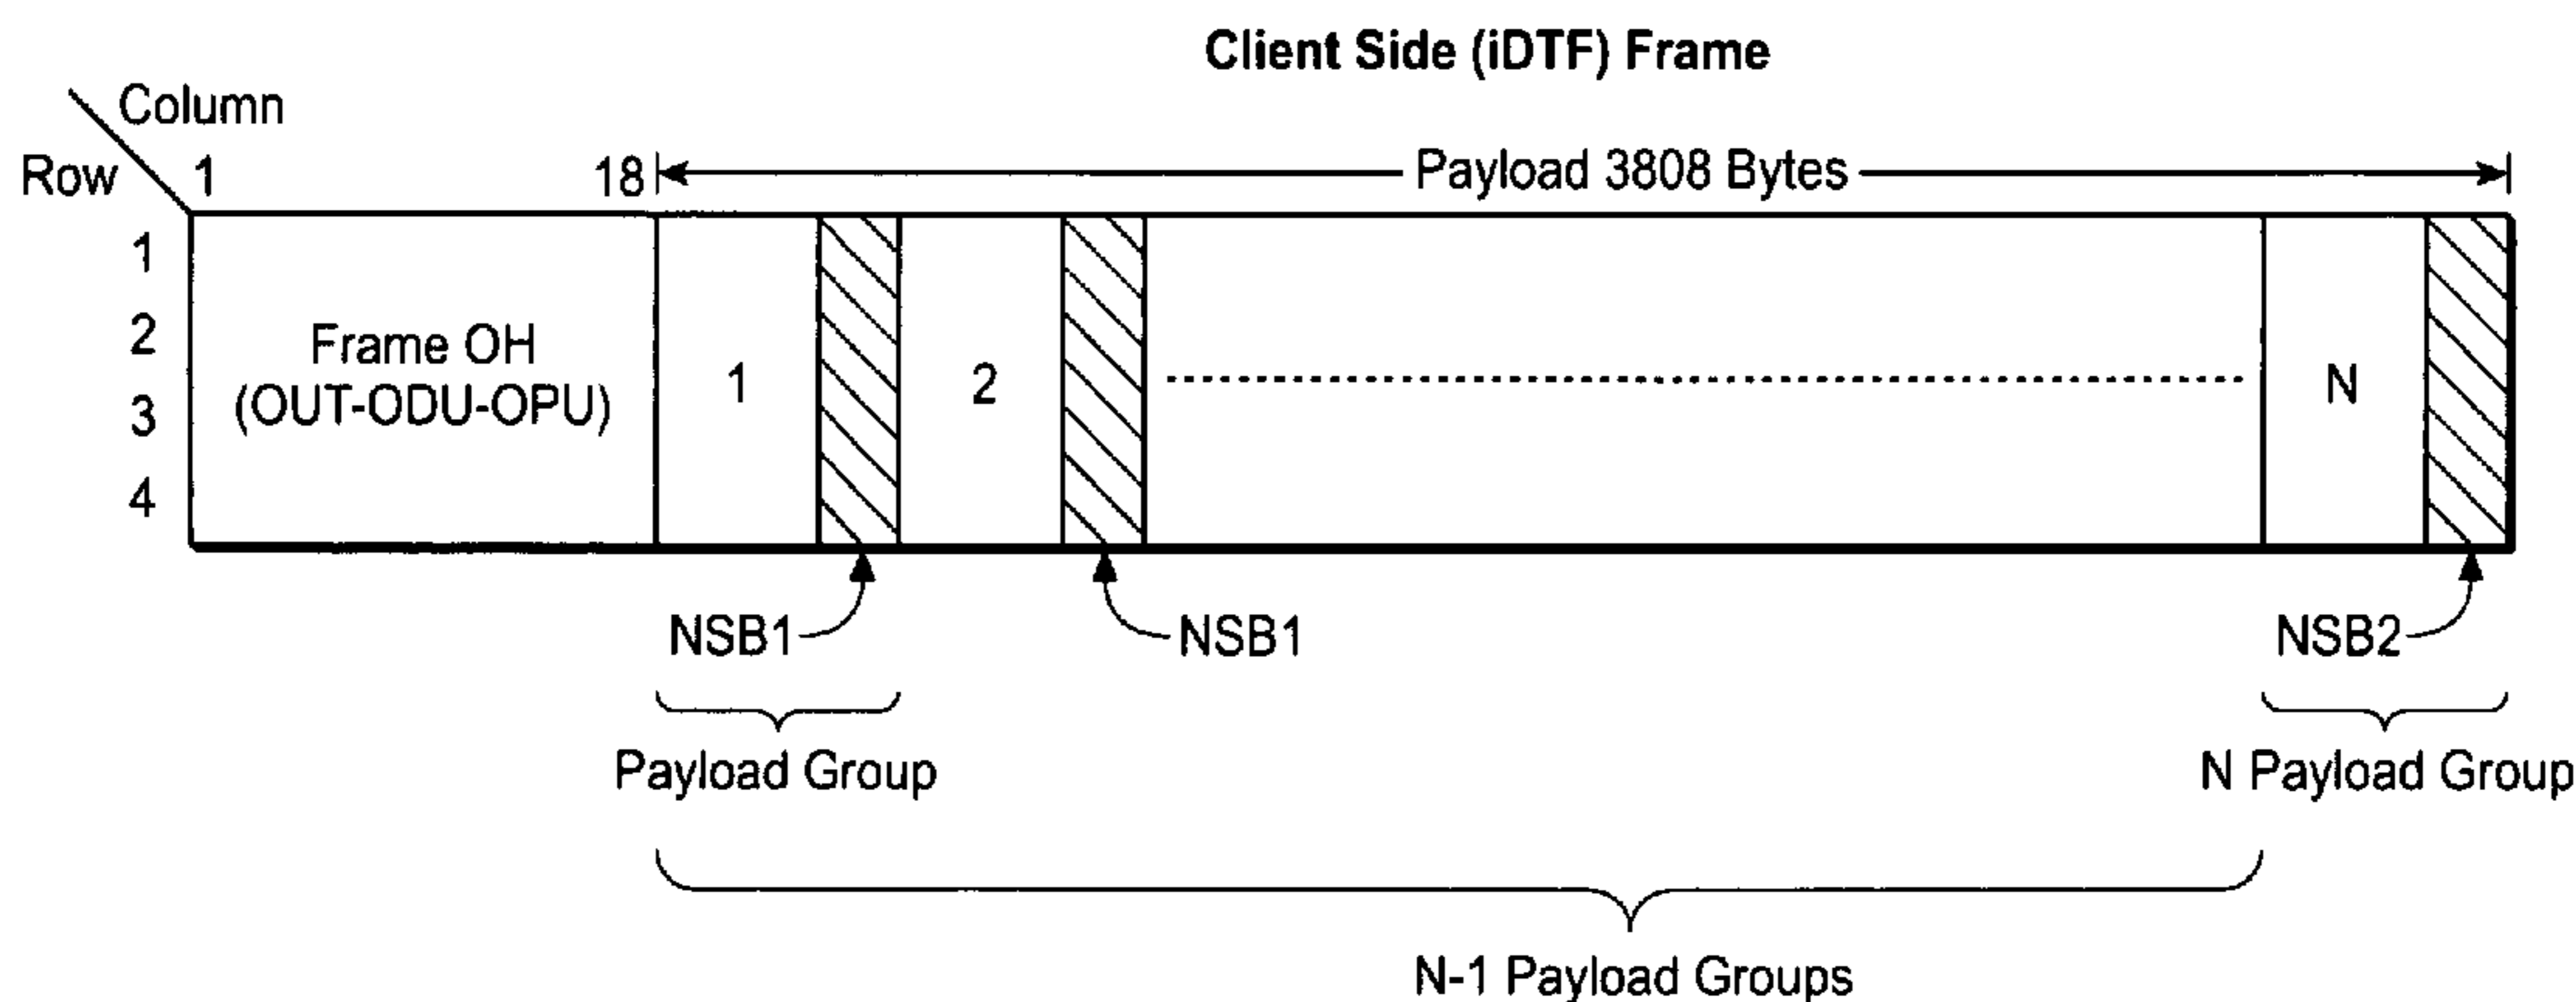 Client Side (iDTF) Frame
Column
Row 1 18 Payload 3808 Bytes
1
2
3
4
Frame OH
(OUT-ODU-OPU)
1 2 N
NSB1 NSB1 NSB2
Payload Group N Payload Group
N-1 Payload Groups